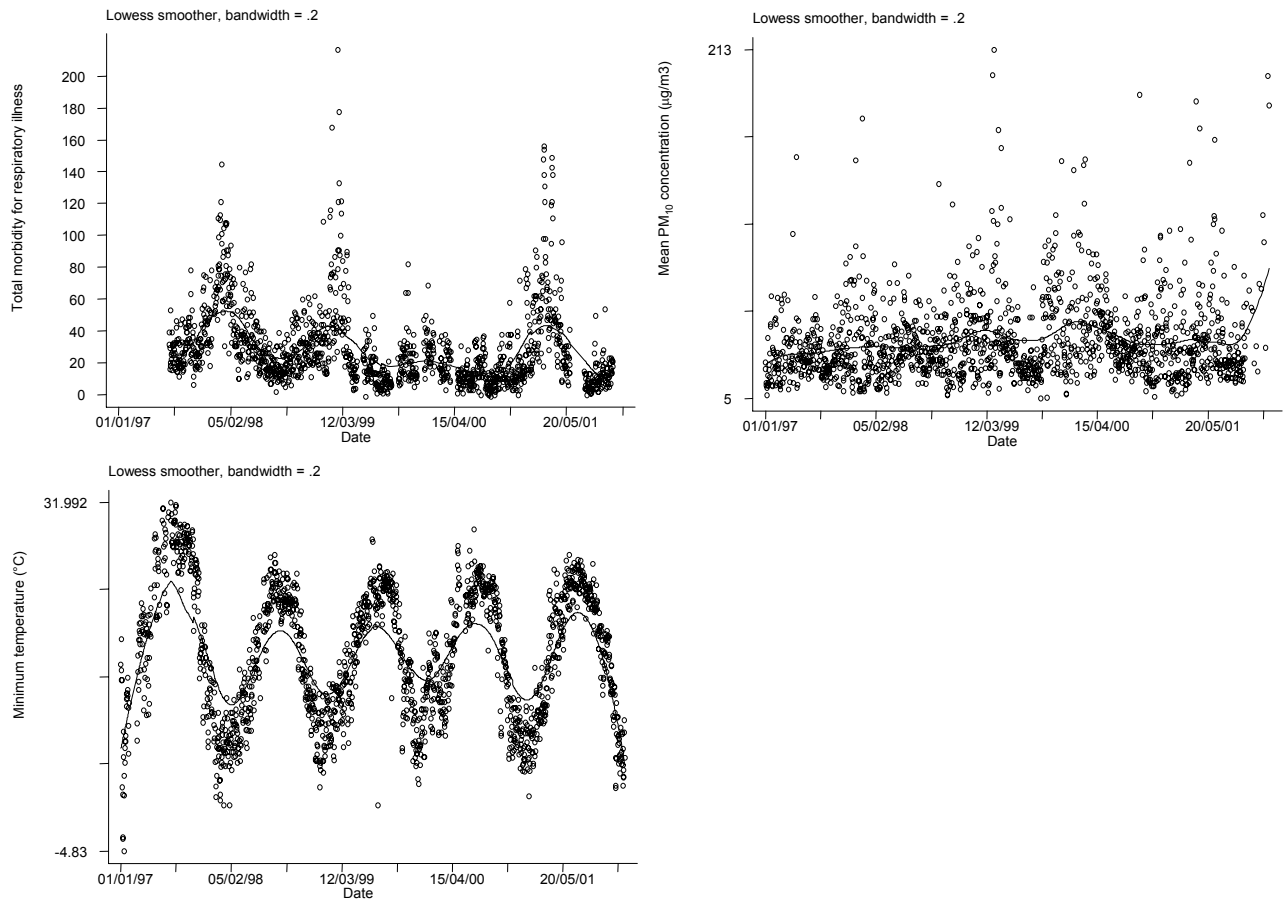 Lowess smoother, bandwidth = .2
Total morbidity for respiratory illness
200
180
160
140
120
100
80
60
40
20
0
01/01/97 05/02/98 12/03/99 15/04/00 20/05/01
Date
Lowess smoother, bandwidth = .2
Mean PM10 concentration (µg/m3)
213
5
01/01/97 05/02/98 12/03/99 15/04/00 20/05/01
Date
Lowess smoother, bandwidth = .2
Minimum temperature (°C)
31.992
-4.83
01/01/97 05/02/98 12/03/99 15/04/00 20/05/01
Date